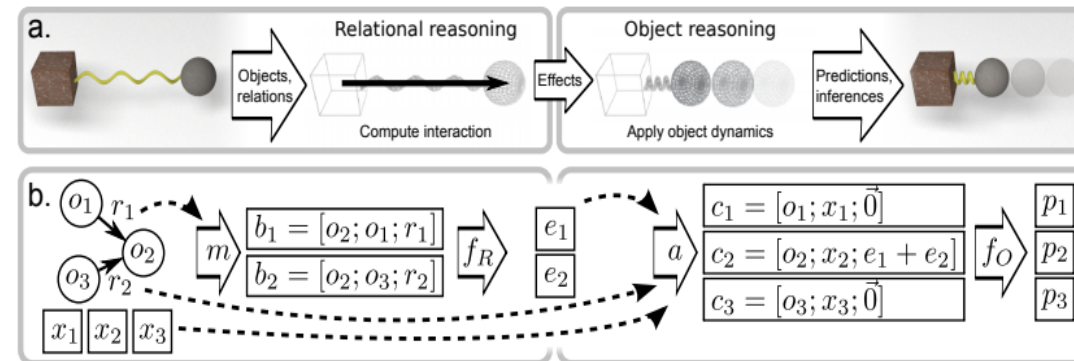 a.
Relational reasoning
Object reasoning
Objects,
relations
Effects
Predictions,
inferences
Compute interaction
Apply object dynamics
b.
o₁
r₁
o₂
o₃
r₂
x₁ x₂ x₃
m
b₁ = [o₂; o₁; r₁]
b₂ = [o₂; o₃; r₂]
f_R
e₁
e₂
a
c₁ = [o₁; x₁; 0⃗]
c₂ = [o₂; x₂; e₁ + e₂]
c₃ = [o₃; x₃; 0⃗]
f_O
p₁
p₂
p₃